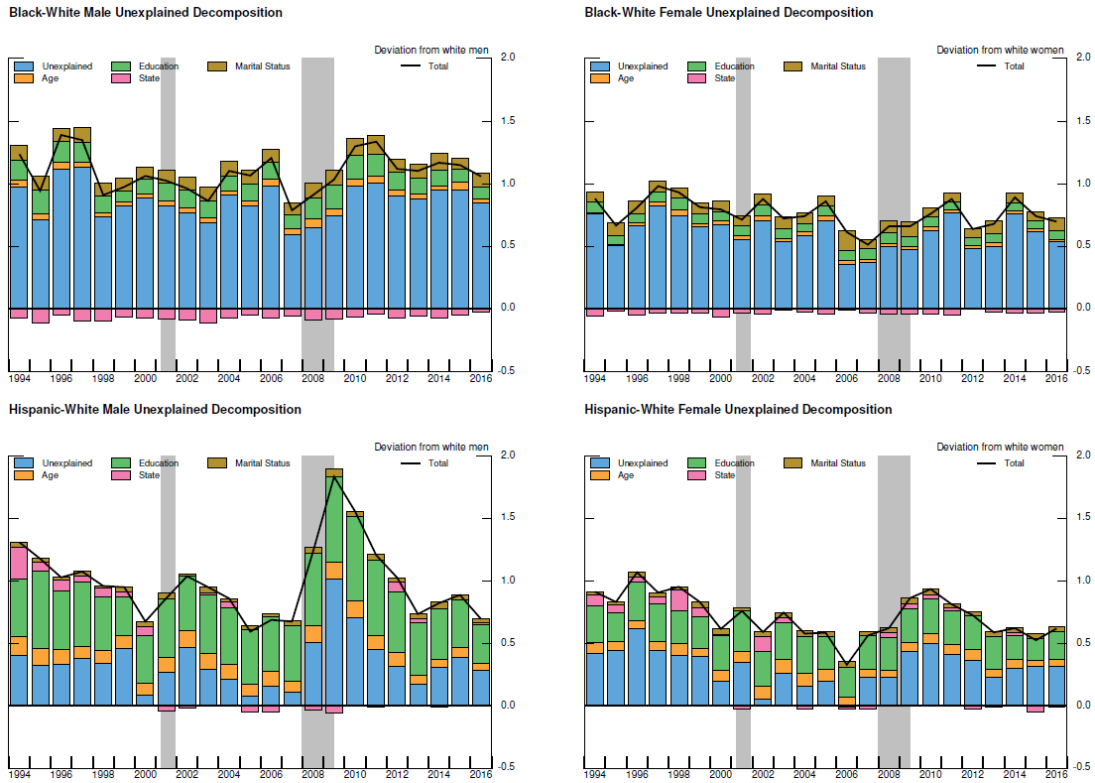 Black-White Male Unexplained Decomposition
Deviation from white men
Unexplained Education Marital Status Total
Age State
2.0
1.5
1.0
0.5
0.0
-0.5
1994 1996 1998 2000 2002 2004 2006 2008 2010 2012 2014 2016
Black-White Female Unexplained Decomposition
Deviation from white women
Unexplained Education Marital Status Total
Age State
2.0
1.5
1.0
0.5
0.0
-0.5
1994 1996 1998 2000 2002 2004 2006 2008 2010 2012 2014 2016
Hispanic-White Male Unexplained Decomposition
Deviation from white men
Unexplained Education Marital Status Total
Age State
2.0
1.5
1.0
0.5
0.0
-0.5
1994 1996 1998 2000 2002 2004 2006 2008 2010 2012 2014 2016
Hispanic-White Female Unexplained Decomposition
Deviation from white women
Unexplained Education Marital Status Total
Age State
2.0
1.5
1.0
0.5
0.0
-0.5
1994 1996 1998 2000 2002 2004 2006 2008 2010 2012 2014 2016